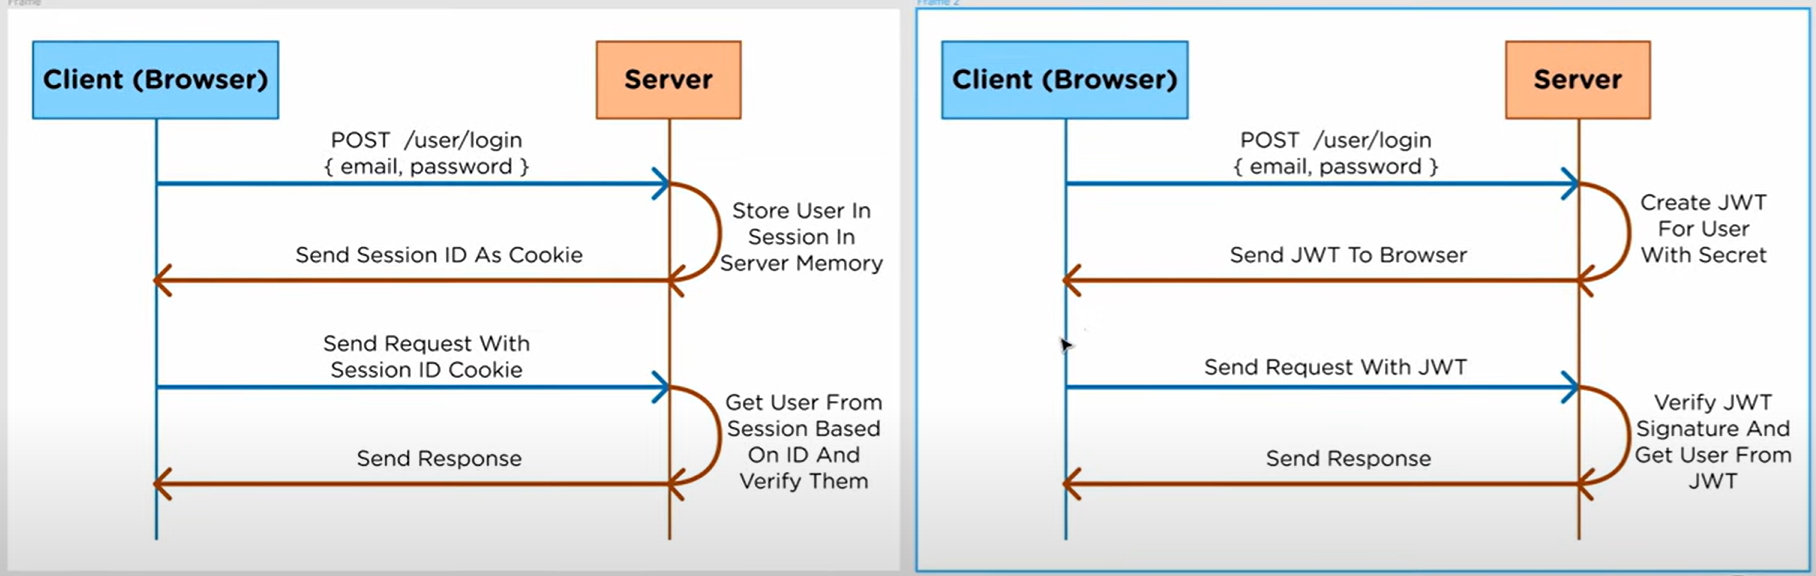 Frame
Client (Browser)
Server
POST /user/login
{ email, password }
Store User In
Session In
Server Memory
Send Session ID As Cookie
Send Request With
Session ID Cookie
Get User From
Session Based
On ID And
Verify Them
Send Response
Frame 2
Client (Browser)
Server
POST /user/login
{ email, password }
Create JWT
For User
With Secret
Send JWT To Browser
Send Request With JWT
Verify JWT
Signature And
Get User From
JWT
Send Response